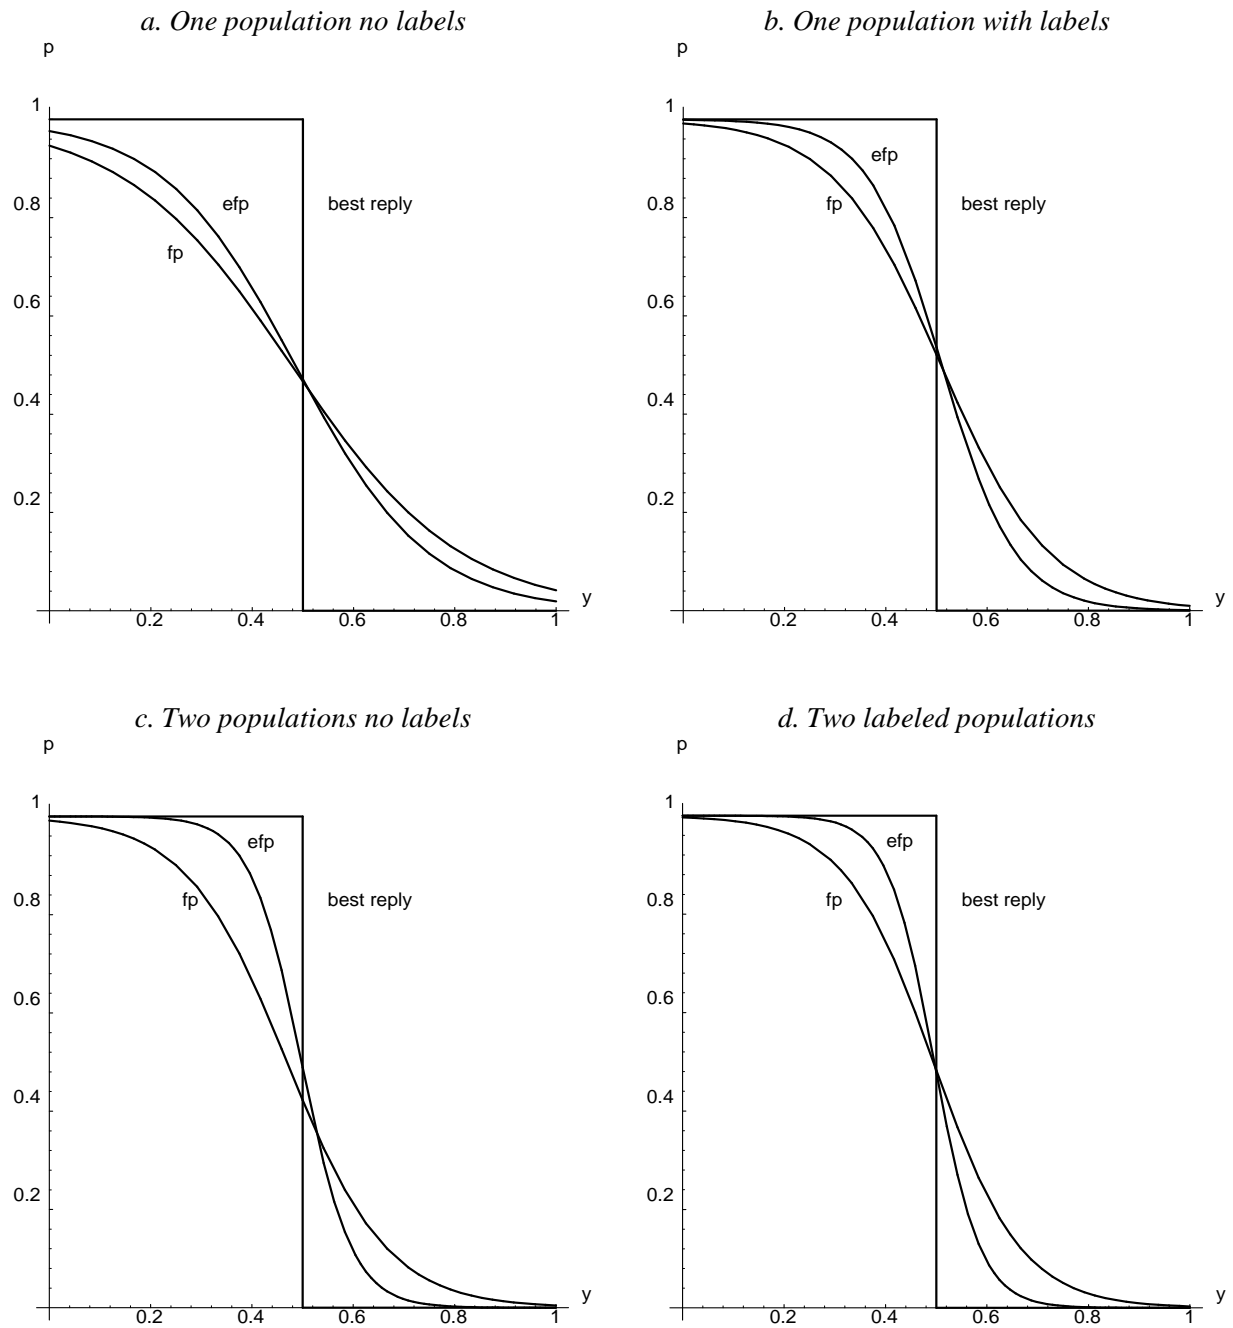 a. One population no labels
p
1
efp
best reply
0.8
fp
0.6
0.4
0.2
y
0.2 0.4 0.6 0.8 1
b. One population with labels
p
1
efp
0.8
fp
best reply
0.6
0.4
0.2
y
0.2 0.4 0.6 0.8 1
c. Two populations no labels
p
1
efp
0.8
fp
best reply
0.6
0.4
0.2
y
0.2 0.4 0.6 0.8 1
d. Two labeled populations
p
1
efp
0.8
fp
best reply
0.6
0.4
0.2
y
0.2 0.4 0.6 0.8 1